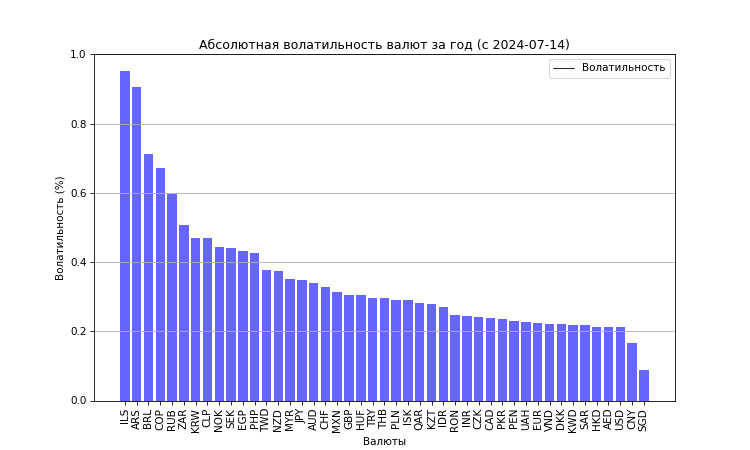 Абсолютная волатильность валют за год (с 2024-07-14)
Волатильность
Волатильность (%)
1.0
0.8
0.6
0.4
0.2
0.0
ILS
ARS
BRL
COP
RUB
ZAR
KRW
CLP
NOK
SEK
EGP
PHP
TWD
NZD
MYR
JPY
AUD
CHF
MXN
GBP
HUF
TRY
THB
PLN
ISK
QAR
KZT
IDR
RON
INR
CZK
CAD
PKR
PEN
UAH
EUR
VND
DKK
KWD
SAR
HKD
AED
USD
CNY
SGD
Валюты